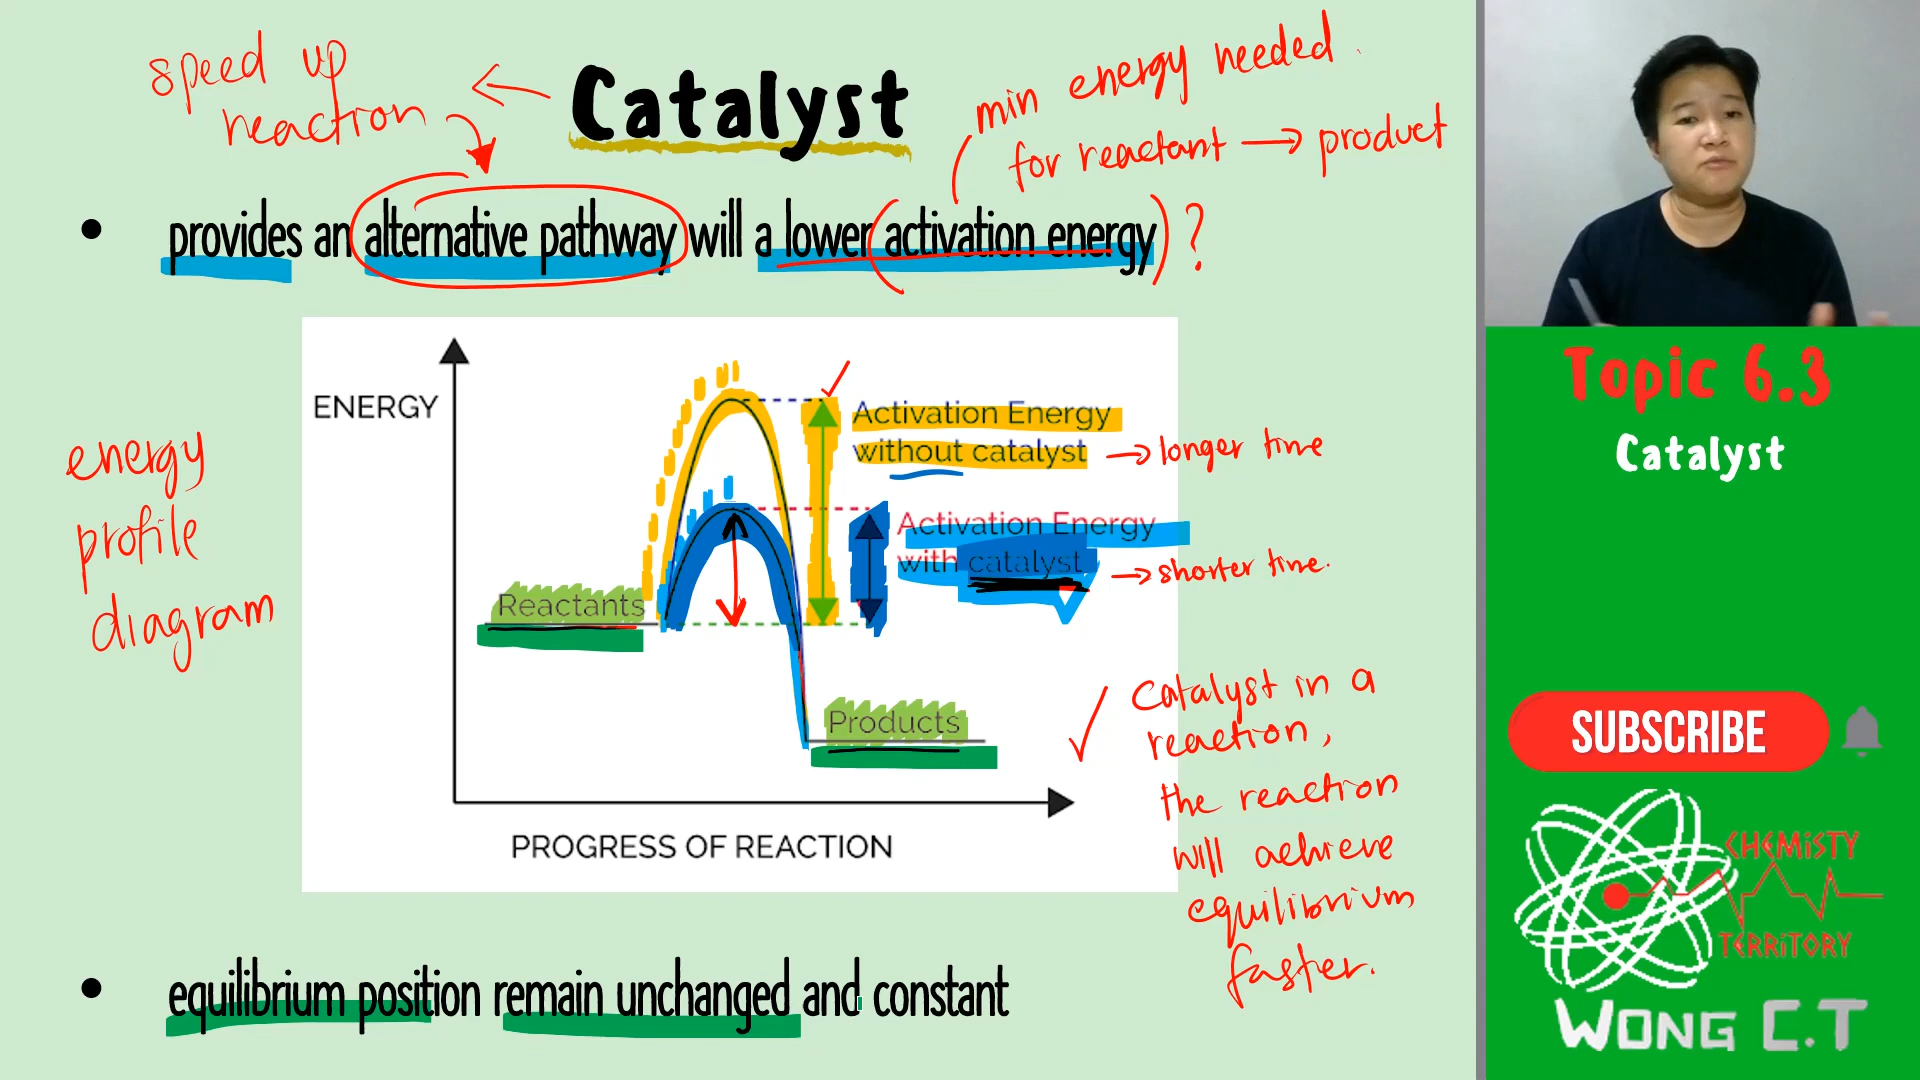 speed up
reaction
Catalyst
min energy needed
for reactant → product
• provides an alternative pathway will a lower (activation energy) ?
ENERGY
Activation Energy
without catalyst
→ longer time
Activation Energy
with catalyst
→ shorter time.
Reactants
Products
PROGRESS OF REACTION
energy
profile
diagram
Catalyst in a
reaction,
the reaction
will achieve
equilibrium
faster.
• equilibrium position remain unchanged and constant
Topic 6.3
Catalyst
SUBSCRIBE
CHEMISTY
TERRITORY
WONG C.T